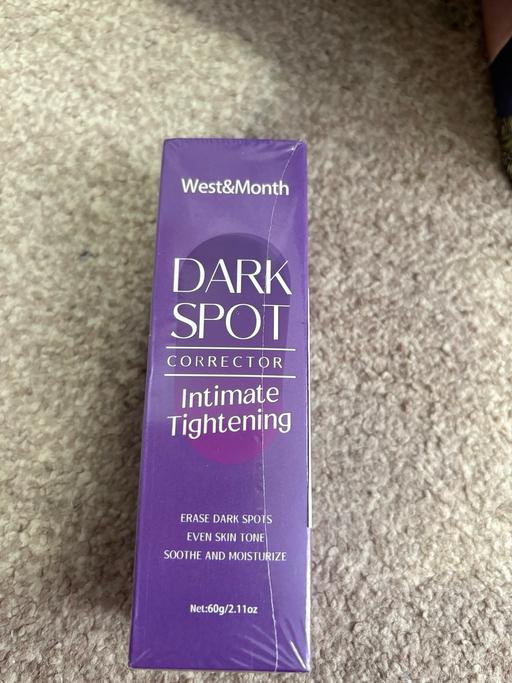 West&Month
DARK
SPOT
CORRECTOR
Intimate
Tightening
ERASE DARK SPOTS
EVEN SKIN TONE
SOOTHE AND MOISTURIZE
Net:60g/2.11oz